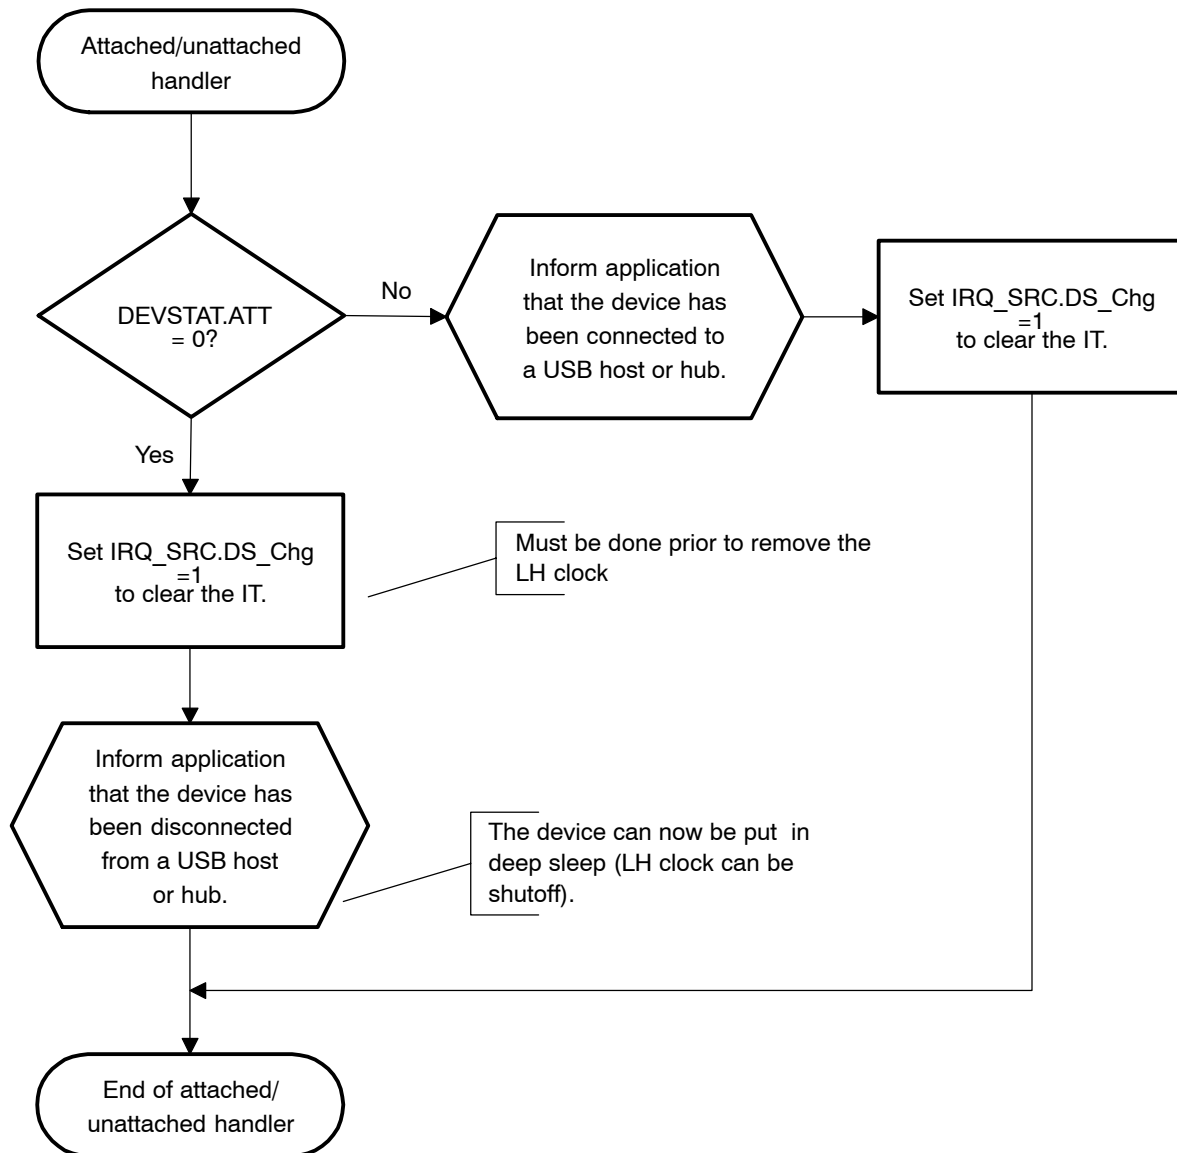 Attached/unattached
handler
DEVSTAT.ATT
= 0?
No
Inform application
that the device has
been connected to
a USB host or hub.
Set IRQ_SRC.DS_Chg
=1
to clear the IT.
Yes
Set IRQ_SRC.DS_Chg
=1
to clear the IT.
Must be done prior to remove the
LH clock
Inform application
that the device has
been disconnected
from a USB host
or hub.
The device can now be put in
deep sleep (LH clock can be
shutoff).
End of attached/
unattached handler